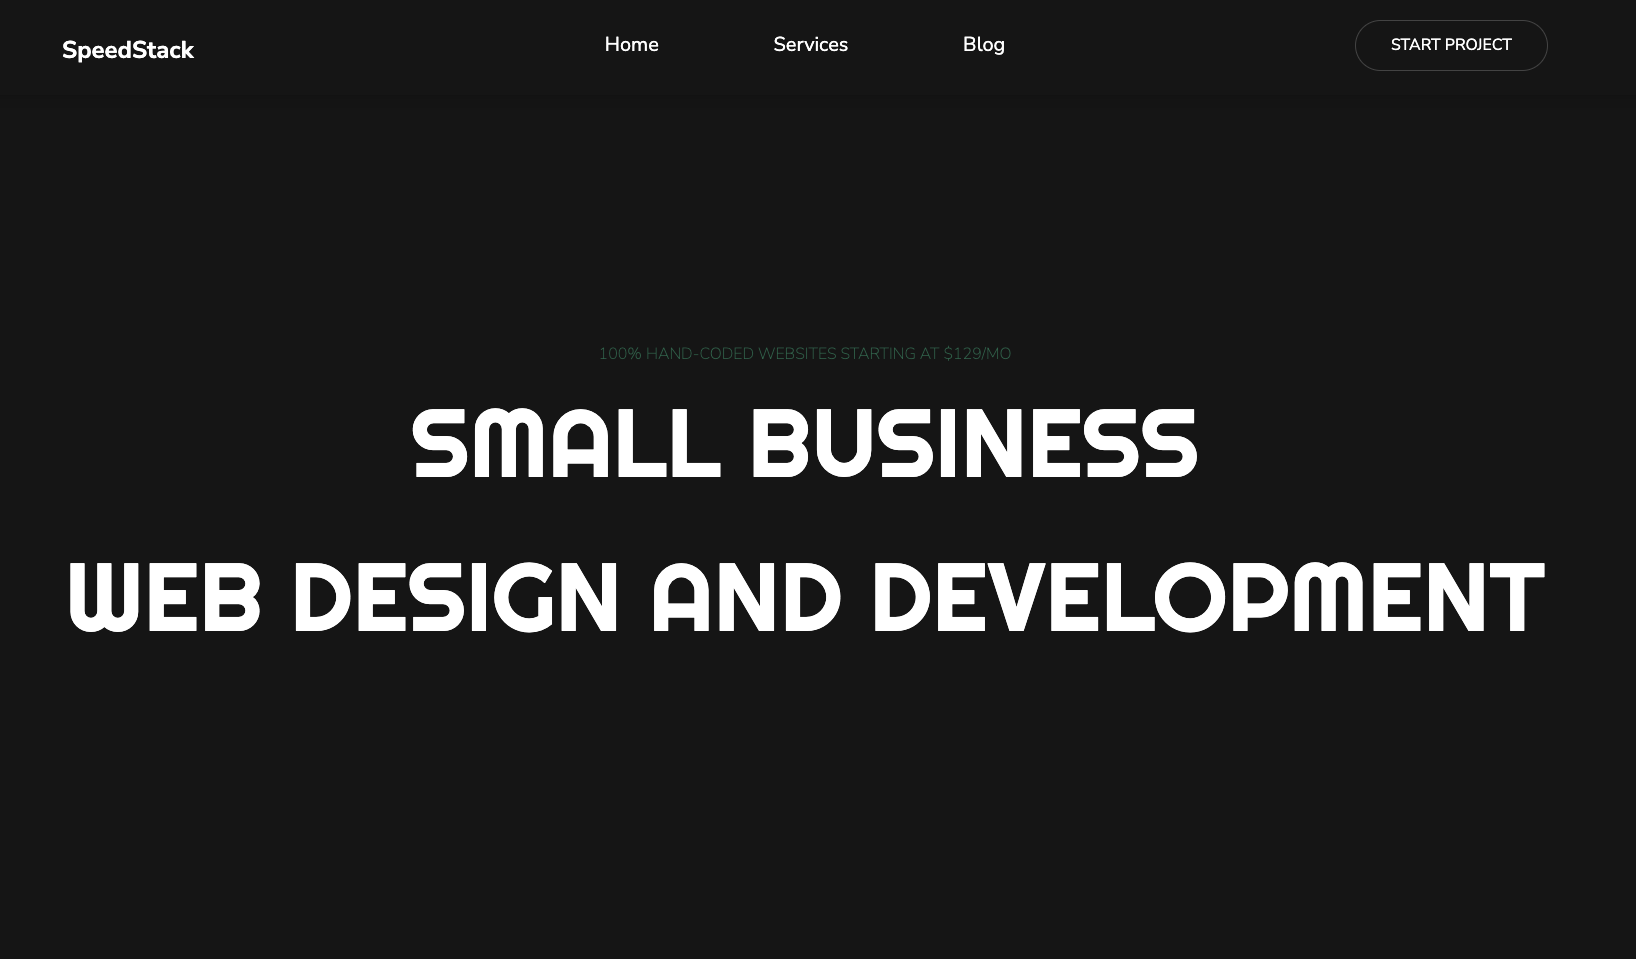 SpeedStack
Home
Services
Blog
START PROJECT
100% HAND-CODED WEBSITES STARTING AT $129/MO
SMALL BUSINESS
WEB DESIGN AND DEVELOPMENT